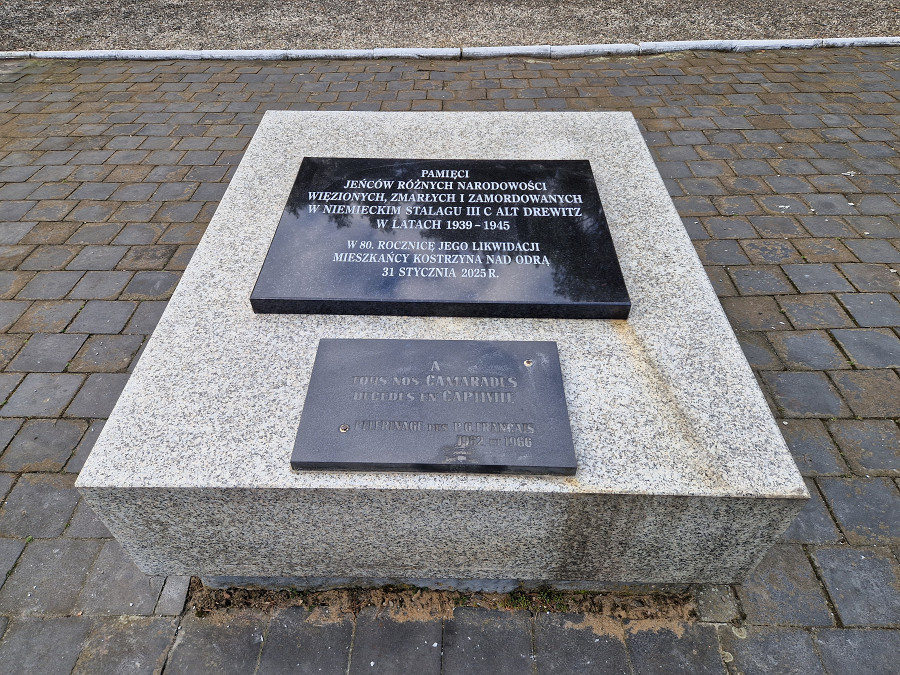 PAMIĘCI
JEŃCÓW RÓŻNYCH NARODOWOŚCI
WIĘZIONYCH, ZMARŁYCH I ZAMORDOWANYCH
W NIEMIECKIM STALAGU III C ALT DREWITZ
W LATACH 1939 - 1945
W 80. ROCZNICĘ JEGO LIKWIDACJI
MIESZKAŃCY KOSTRZYNA NAD ODRĄ
31 STYCZNIA 2025 R.
A
TOUS NOS CAMARADES
DECEDES EN CAPTIVITE
PELERINAGE DES P.G. FRANCAIS
1962 ET 1966